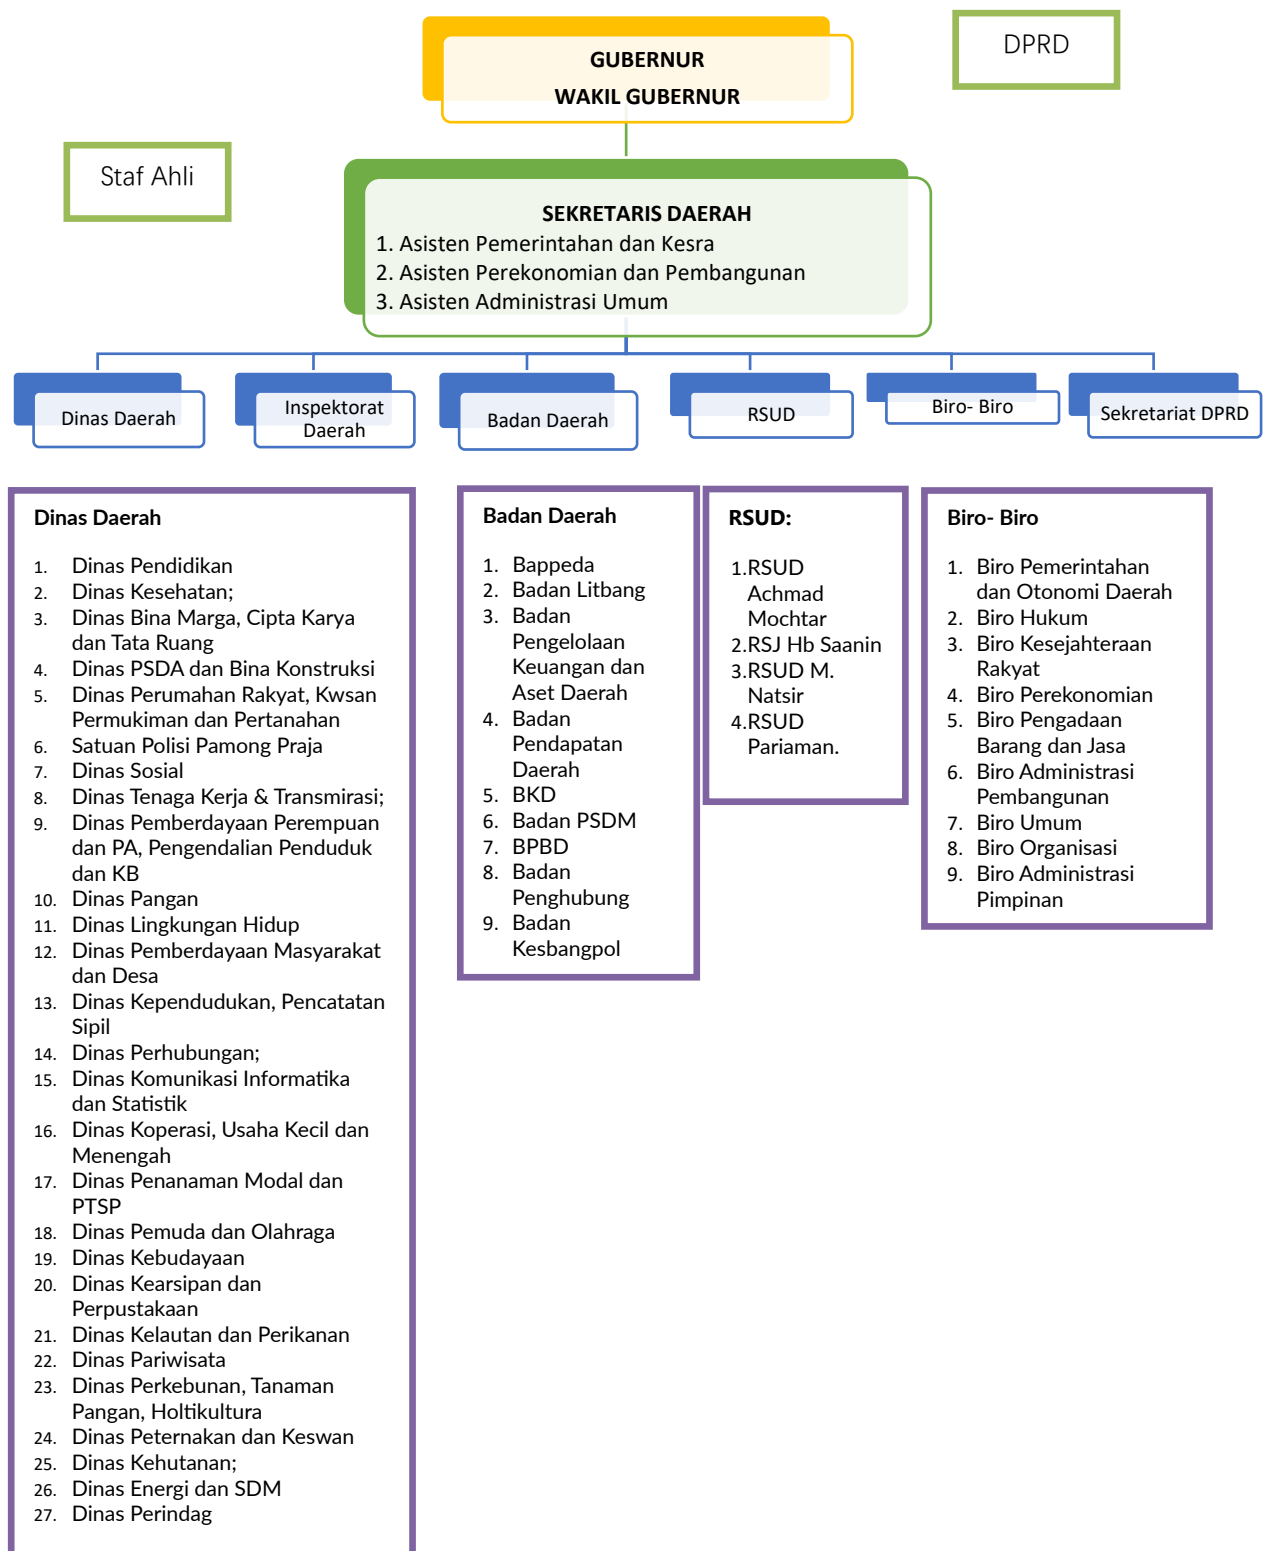 GUBERNUR
WAKIL GUBERNUR
DPRD
Staf Ahli
SEKRETARIS DAERAH
1. Asisten Pemerintahan dan Kesra
2. Asisten Perekonomian dan Pembangunan
3. Asisten Administrasi Umum
Dinas Daerah
Inspektorat
Daerah
Badan Daerah
RSUD
Biro- Biro
Sekretariat DPRD
Dinas Daerah
1. Dinas Pendidikan
2. Dinas Kesehatan;
3. Dinas Bina Marga, Cipta Karya
dan Tata Ruang
4. Dinas PSDA dan Bina Konstruksi
5. Dinas Perumahan Rakyat, Kwsan
Permukiman dan Pertanahan
6. Satuan Polisi Pamong Praja
7. Dinas Sosial
8. Dinas Tenaga Kerja & Transmirasi;
9. Dinas Pemberdayaan Perempuan
dan PA, Pengendalian Penduduk
dan KB
10. Dinas Pangan
11. Dinas Lingkungan Hidup
12. Dinas Pemberdayaan Masyarakat
dan Desa
13. Dinas Kependudukan, Pencatatan
Sipil
14. Dinas Perhubungan;
15. Dinas Komunikasi Informatika
dan Statistik
16. Dinas Koperasi, Usaha Kecil dan
Menengah
17. Dinas Penanaman Modal dan
PTSP
18. Dinas Pemuda dan Olahraga
19. Dinas Kebudayaan
20. Dinas Kearsipan dan
Perpustakaan
21. Dinas Kelautan dan Perikanan
22. Dinas Pariwisata
23. Dinas Perkebunan, Tanaman
Pangan, Holtikultura
24. Dinas Peternakan dan Keswan
25. Dinas Kehutanan;
26. Dinas Energi dan SDM
27. Dinas Perindag
Badan Daerah
1. Bappeda
2. Badan Litbang
3. Badan
Pengelolaan
Keuangan dan
Aset Daerah
4. Badan
Pendapatan
Daerah
5. BKD
6. Badan PSDM
7. BPBD
8. Badan
Penghubung
9. Badan
Kesbangpol
RSUD:
1.RSUD
Achmad
Mochtar
2.RSJ Hb Saanin
3.RSUD M.
Natsir
4.RSUD
Pariaman.
Biro- Biro
1. Biro Pemerintahan
dan Otonomi Daerah
2. Biro Hukum
3. Biro Kesejahteraan
Rakyat
4. Biro Perekonomian
5. Biro Pengadaan
Barang dan Jasa
6. Biro Administrasi
Pembangunan
7. Biro Umum
8. Biro Organisasi
9. Biro Administrasi
Pimpinan